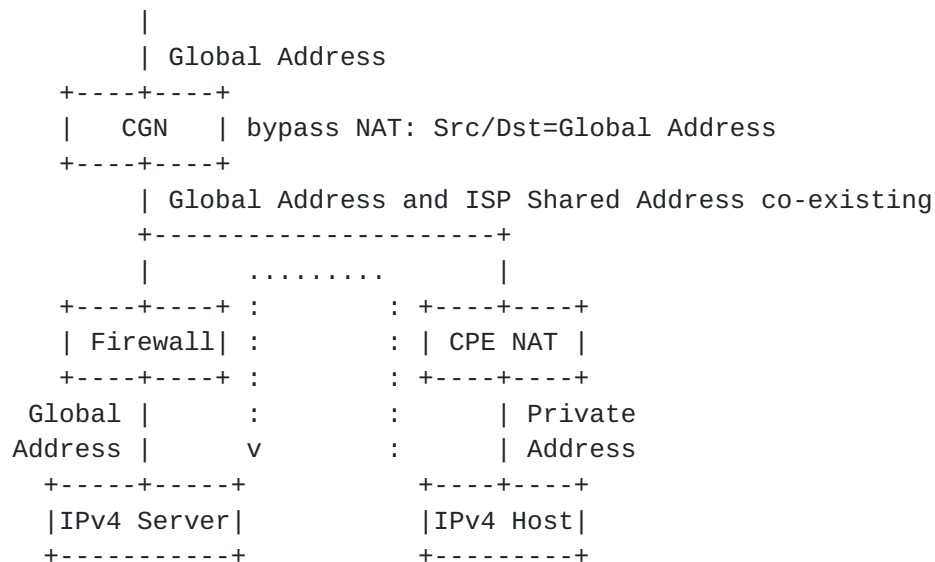 Global Address
CGN bypass NAT: Src/Dst=Global Address
Global Address and ISP Shared Address co-existing
Firewall CPE NAT
Global Private
Address v Address
IPv4 Server IPv4 Host